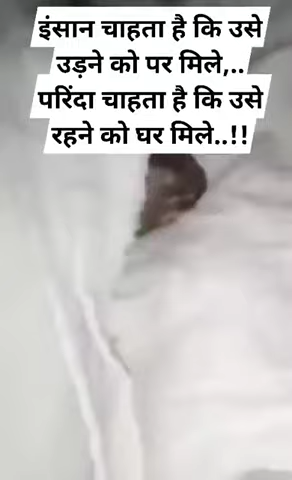 इंसान चाहता है कि उसे
उड़ने को पर मिले,..
परिंदा चाहता है कि उसे
रहने को घर मिले..!!